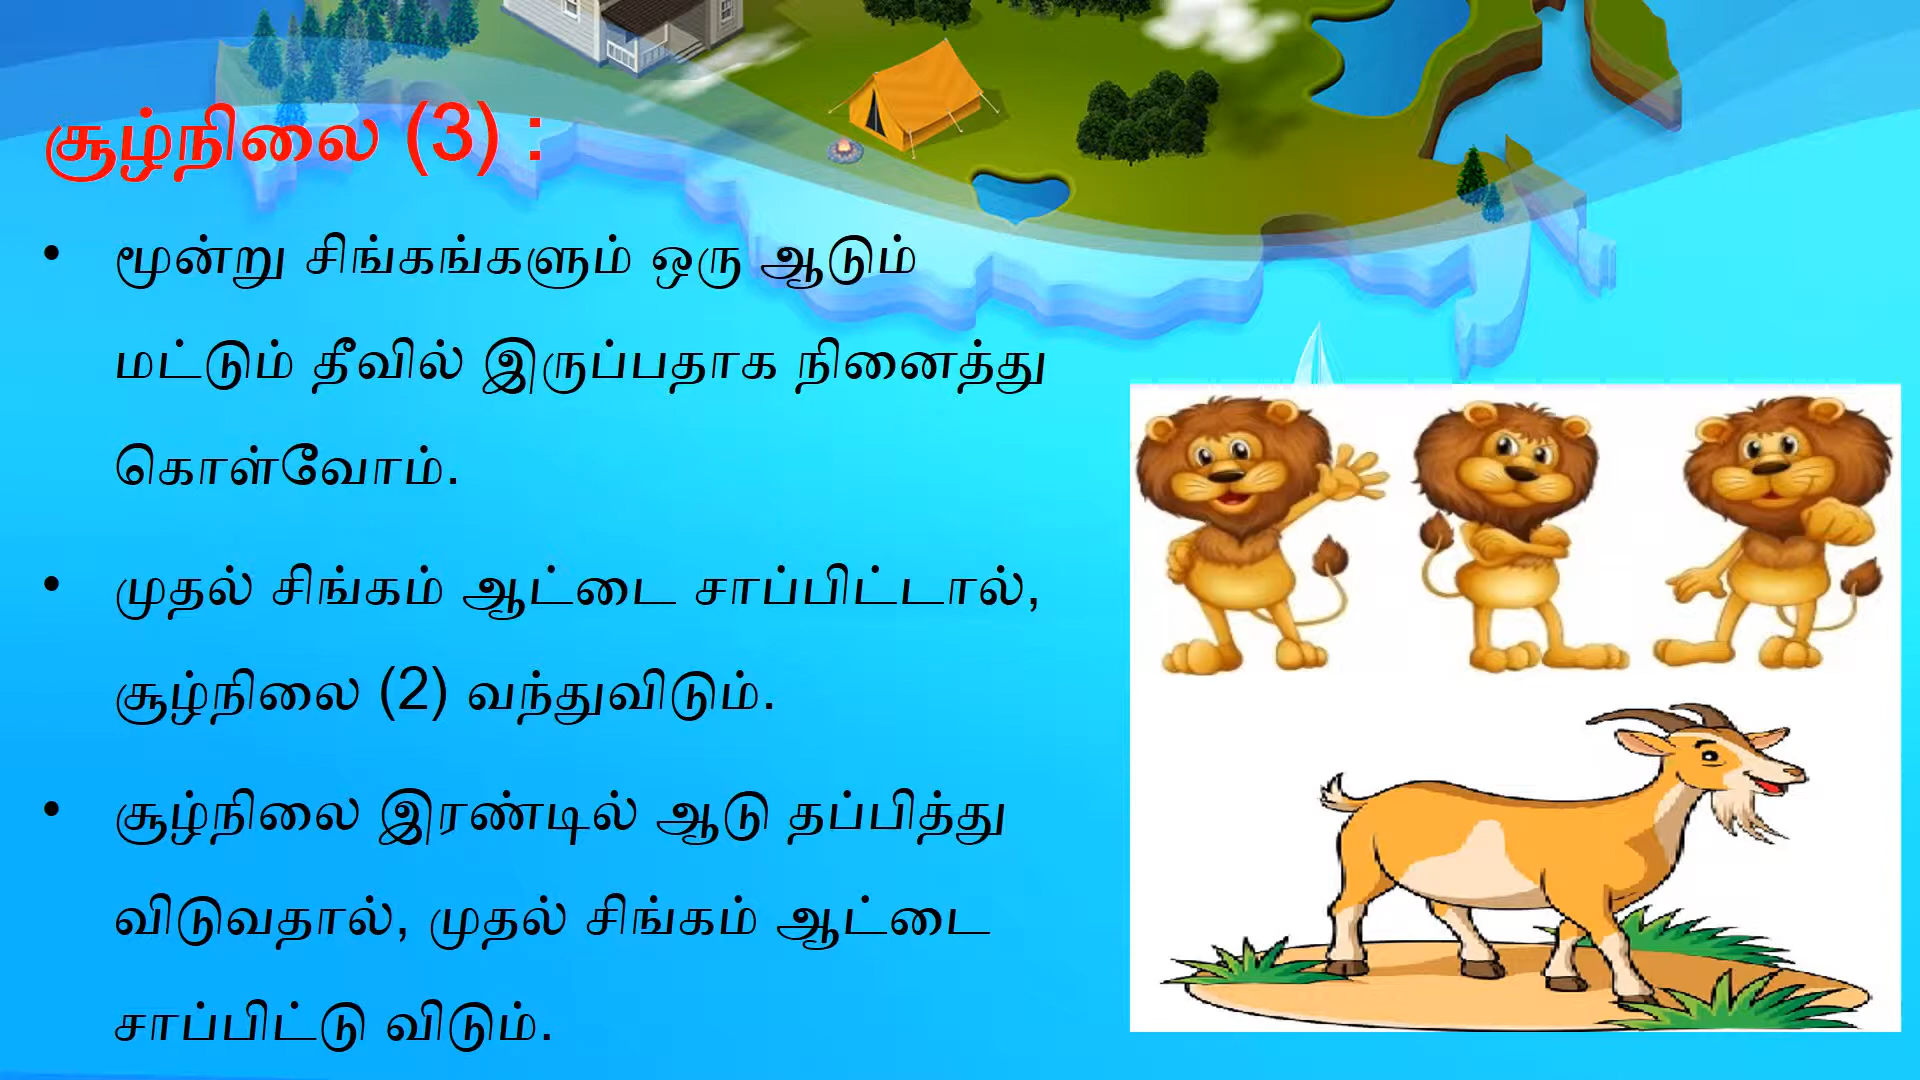 சூழ்நிலை (3) :
• மூன்று சிங்கங்களும் ஒரு ஆடும்
மட்டும் தீவில் இருப்பதாக நினைத்து
கொள்வோம்.
• முதல் சிங்கம் ஆட்டை சாப்பிட்டால்,
சூழ்நிலை (2) வந்துவிடும்.
• சூழ்நிலை இரண்டில் ஆடு தப்பித்து
விடுவதால், முதல் சிங்கம் ஆட்டை
சாப்பிட்டு விடும்.